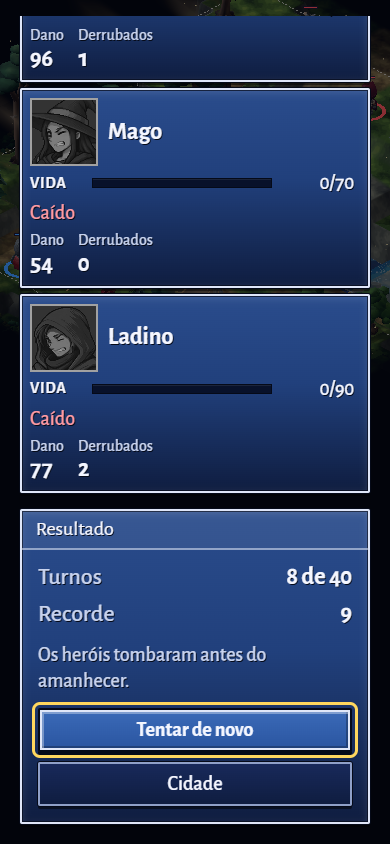 Dano Derrubados
96 1
Mago
VIDA 0/70
Caído
Dano Derrubados
54 0
Ladino
VIDA 0/90
Caído
Dano Derrubados
77 2
Resultado
Turnos 8 de 40
Recorde 9
Os heróis tombaram antes do
amanhecer.
Tentar de novo
Cidade